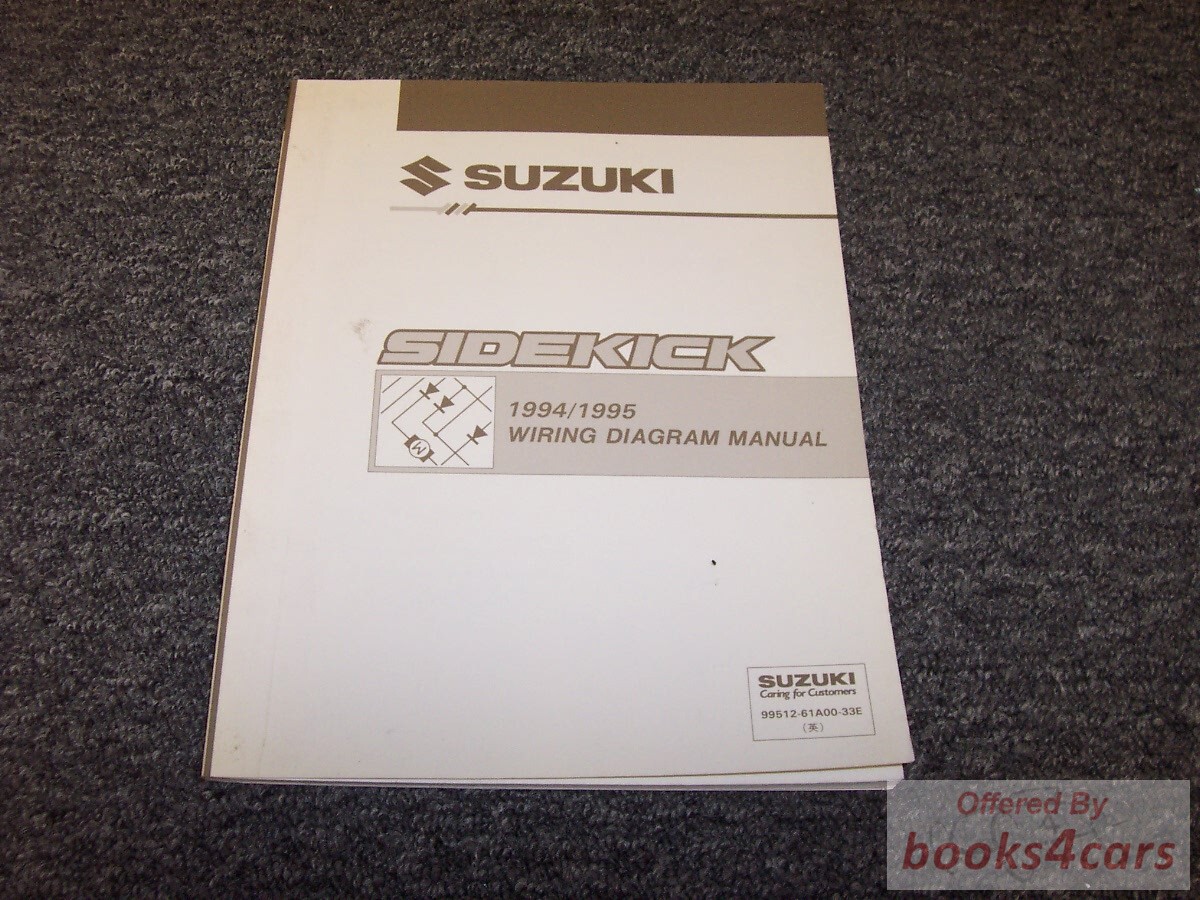 SUZUKI
SIDEKICK
1994/1995
WIRING DIAGRAM MANUAL
M
SUZUKI
Caring for Customers
99512-61A00-33E
(英)
Offered By
books4cars